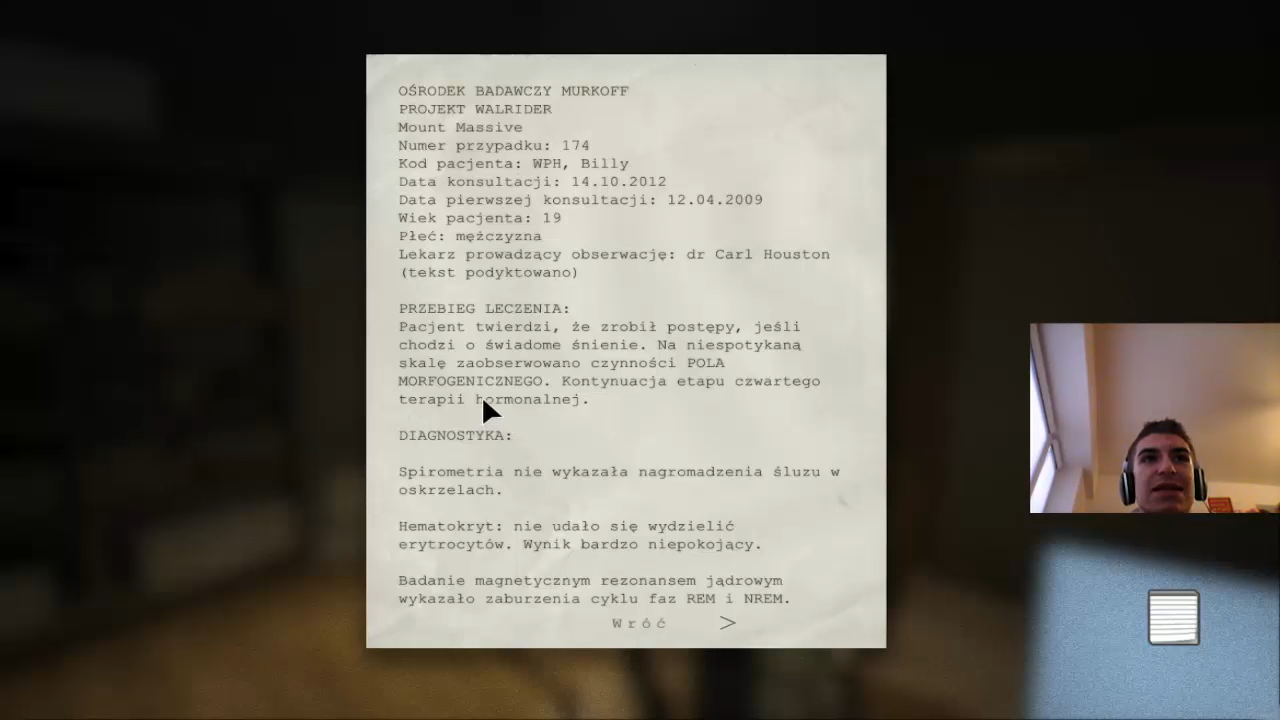 OŚRODEK BADAWCZY MURKOFF
PROJEKT WALRIDER
Mount Massive
Numer przypadku: 174
Kod pacjenta: WPH, Billy
Data konsultacji: 14.10.2012
Data pierwszej konsultacji: 12.04.2009
Wiek pacjenta: 19
Płeć: mężczyzna
Lekarz prowadzący obserwację: dr Carl Houston
(tekst podyktowano)
PRZEBIEG LECZENIA:
Pacjent twierdzi, że zrobił postępy, jeśli
chodzi o świadome śnienie. Na niespotykaną
skalę zaobserwowano czynności POLA
MORFOGENICZNEGO. Kontynuacja etapu czwartego
terapii hormonalnej.
DIAGNOSTYKA:
Spirometria nie wykazała nagromadzenia śluzu w
oskrzelach.
Hematokryt: nie udało się wydzielić
erytrocytów. Wynik bardzo niepokojący.
Badanie magnetycznym rezonansem jądrowym
wykazało zaburzenia cyklu faz REM i NREM.
Wróć >